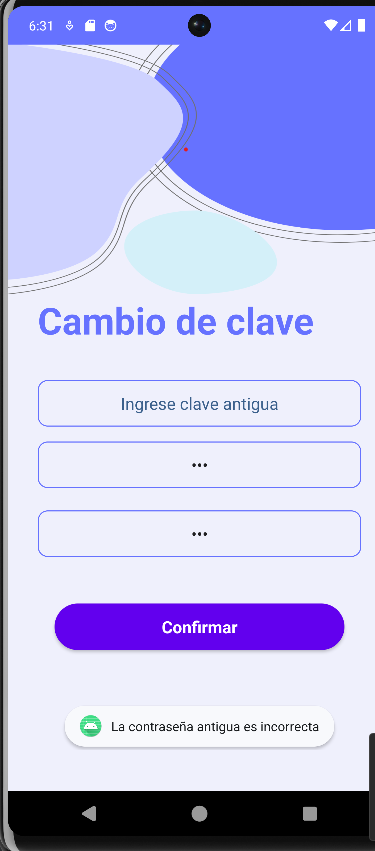 6:31
Cambio de clave
Ingrese clave antigua
•••
•••
Confirmar
La contraseña antigua es incorrecta